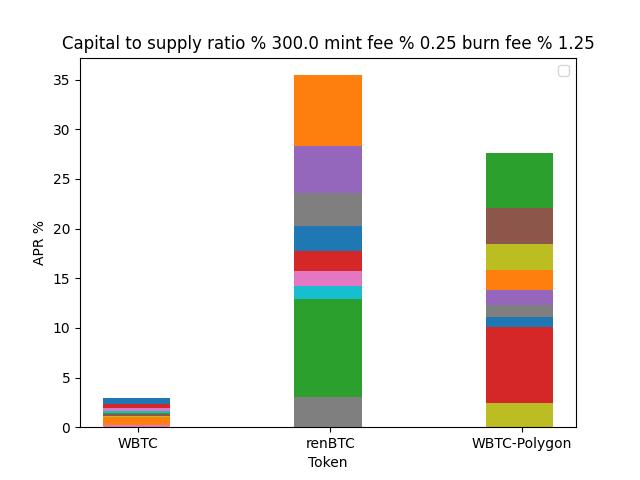 Capital to supply ratio % 300.0 mint fee % 0.25 burn fee % 1.25
35
30
25
20
15
10
5
0
APR %
WBTC
renBTC
WBTC-Polygon
Token